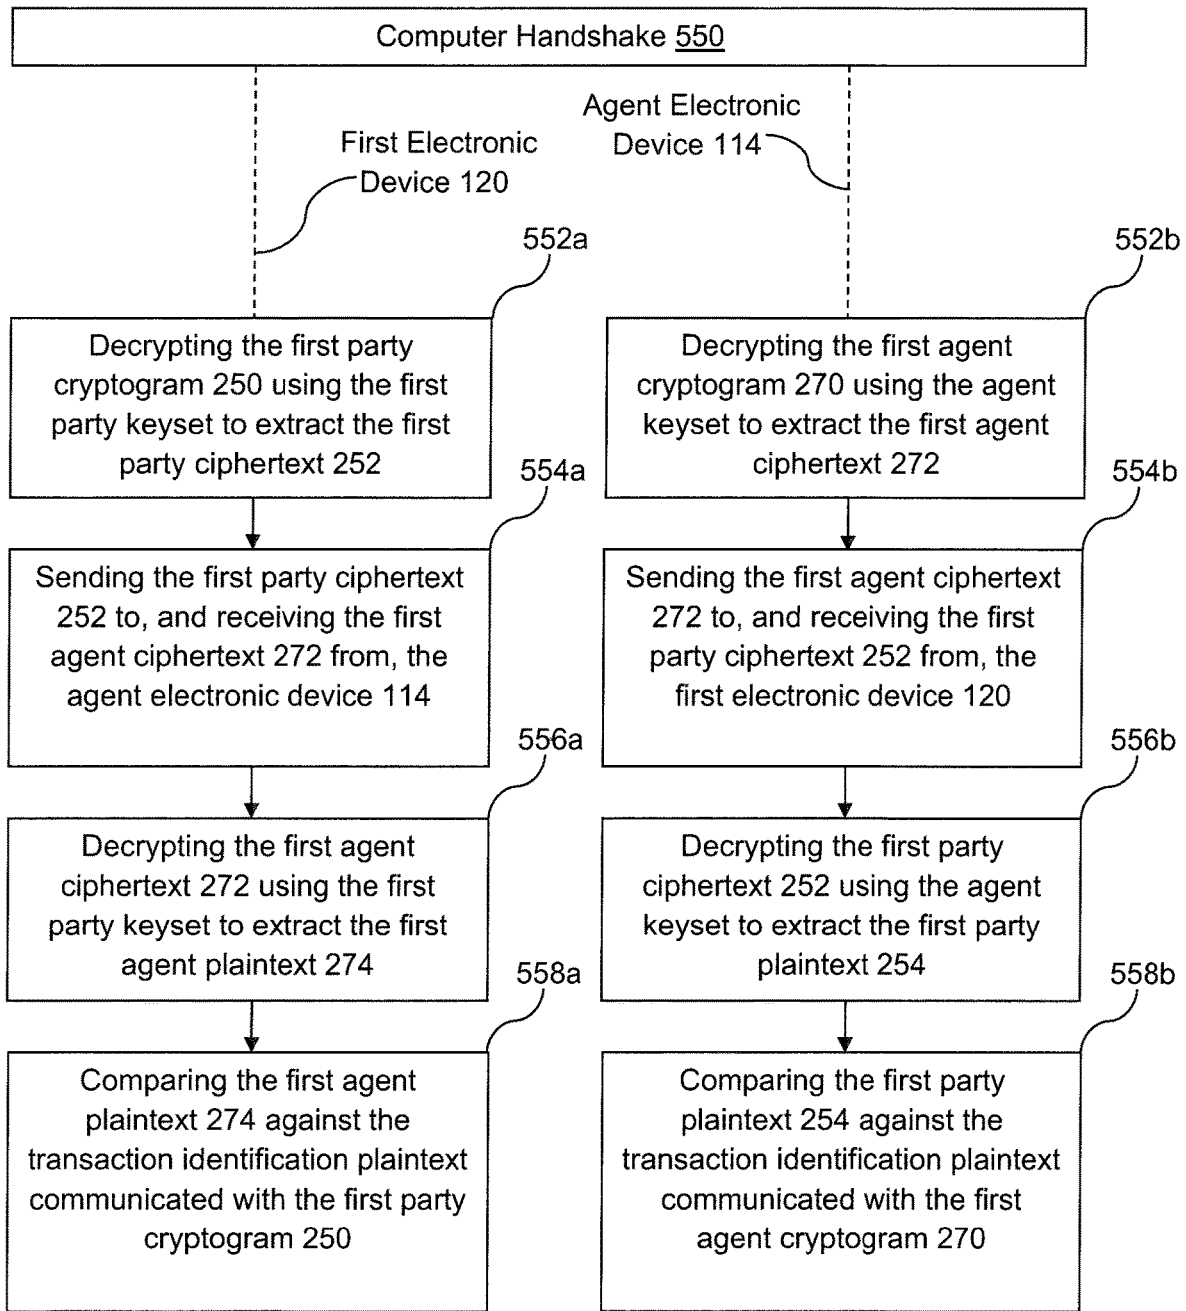 Computer Handshake 550
Agent Electronic
Device 114
First Electronic
Device 120
552a
552b
Decrypting the first party
cryptogram 250 using the first
party keyset to extract the first
party ciphertext 252
Decrypting the first agent
cryptogram 270 using the agent
keyset to extract the first agent
ciphertext 272
554a
554b
Sending the first party ciphertext
252 to, and receiving the first
agent ciphertext 272 from, the
agent electronic device 114
Sending the first agent ciphertext
272 to, and receiving the first
party ciphertext 252 from, the
first electronic device 120
556a
556b
Decrypting the first agent
ciphertext 272 using the first
party keyset to extract the first
agent plaintext 274
Decrypting the first party
ciphertext 252 using the agent
keyset to extract the first party
plaintext 254
558a
558b
Comparing the first agent
plaintext 274 against the
transaction identification plaintext
communicated with the first party
cryptogram 250
Comparing the first party
plaintext 254 against the
transaction identification plaintext
communicated with the first
agent cryptogram 270